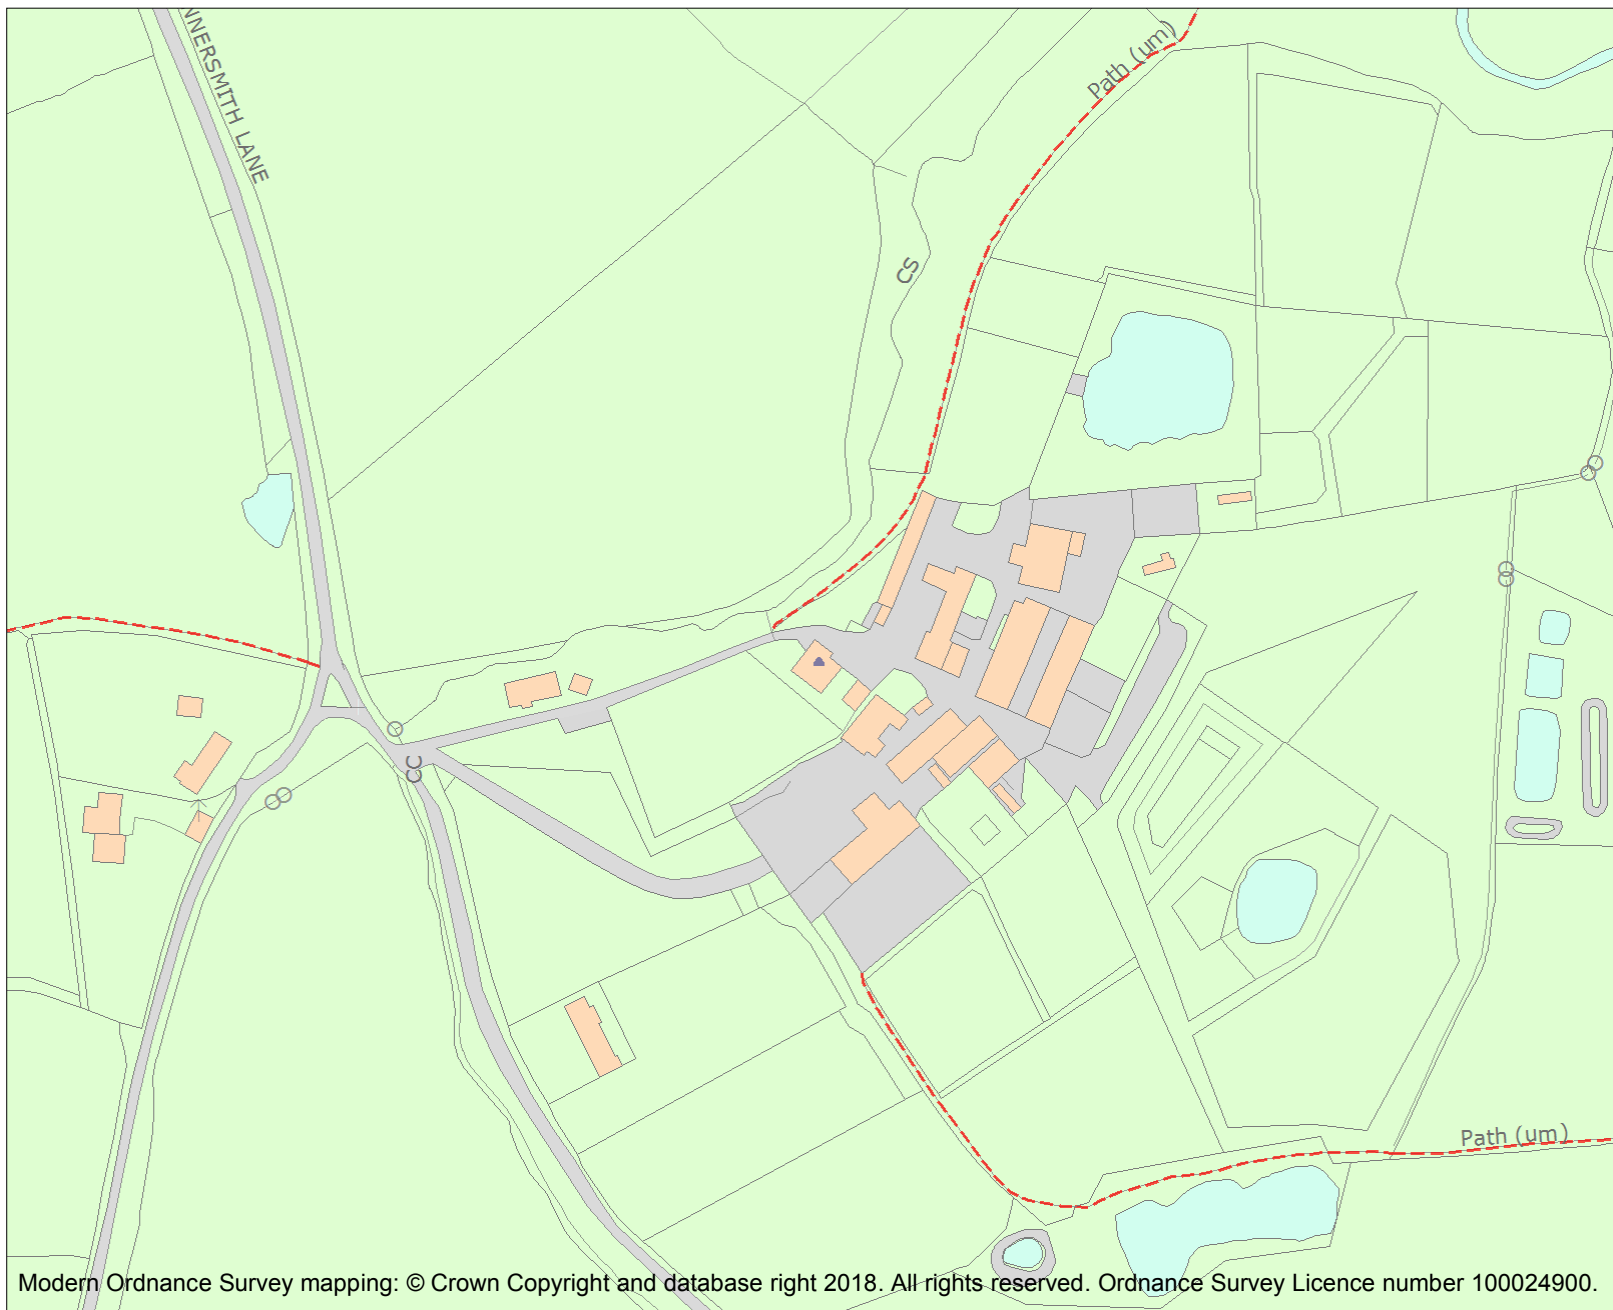 NNERSMITH LANE
Path (um)
CS
CC
Path (um)
Modern Ordnance Survey mapping: © Crown Copyright and database right 2018. All rights reserved. Ordnance Survey Licence number 100024900.